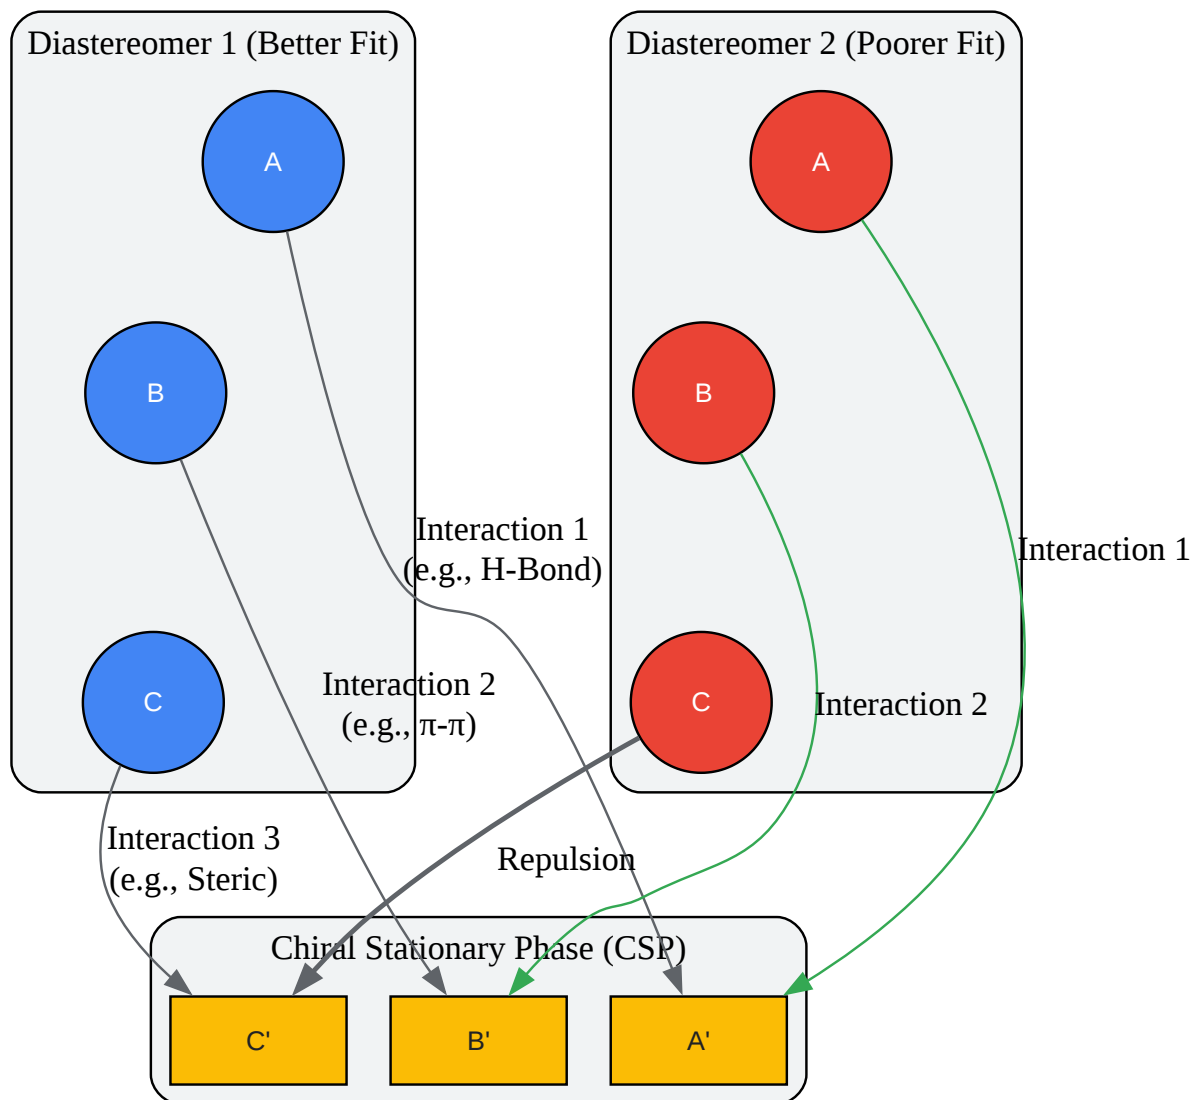 Diastereomer 1 (Better Fit)
Diastereomer 2 (Poorer Fit)
A
A
B
B
Interaction 1
(e.g., H-Bond)
Interaction 1
C
C
Interaction 2
(e.g., π-π)
Interaction 2
Interaction 3
(e.g., Steric)
Repulsion
Chiral Stationary Phase (CSP)
C'
B'
A'